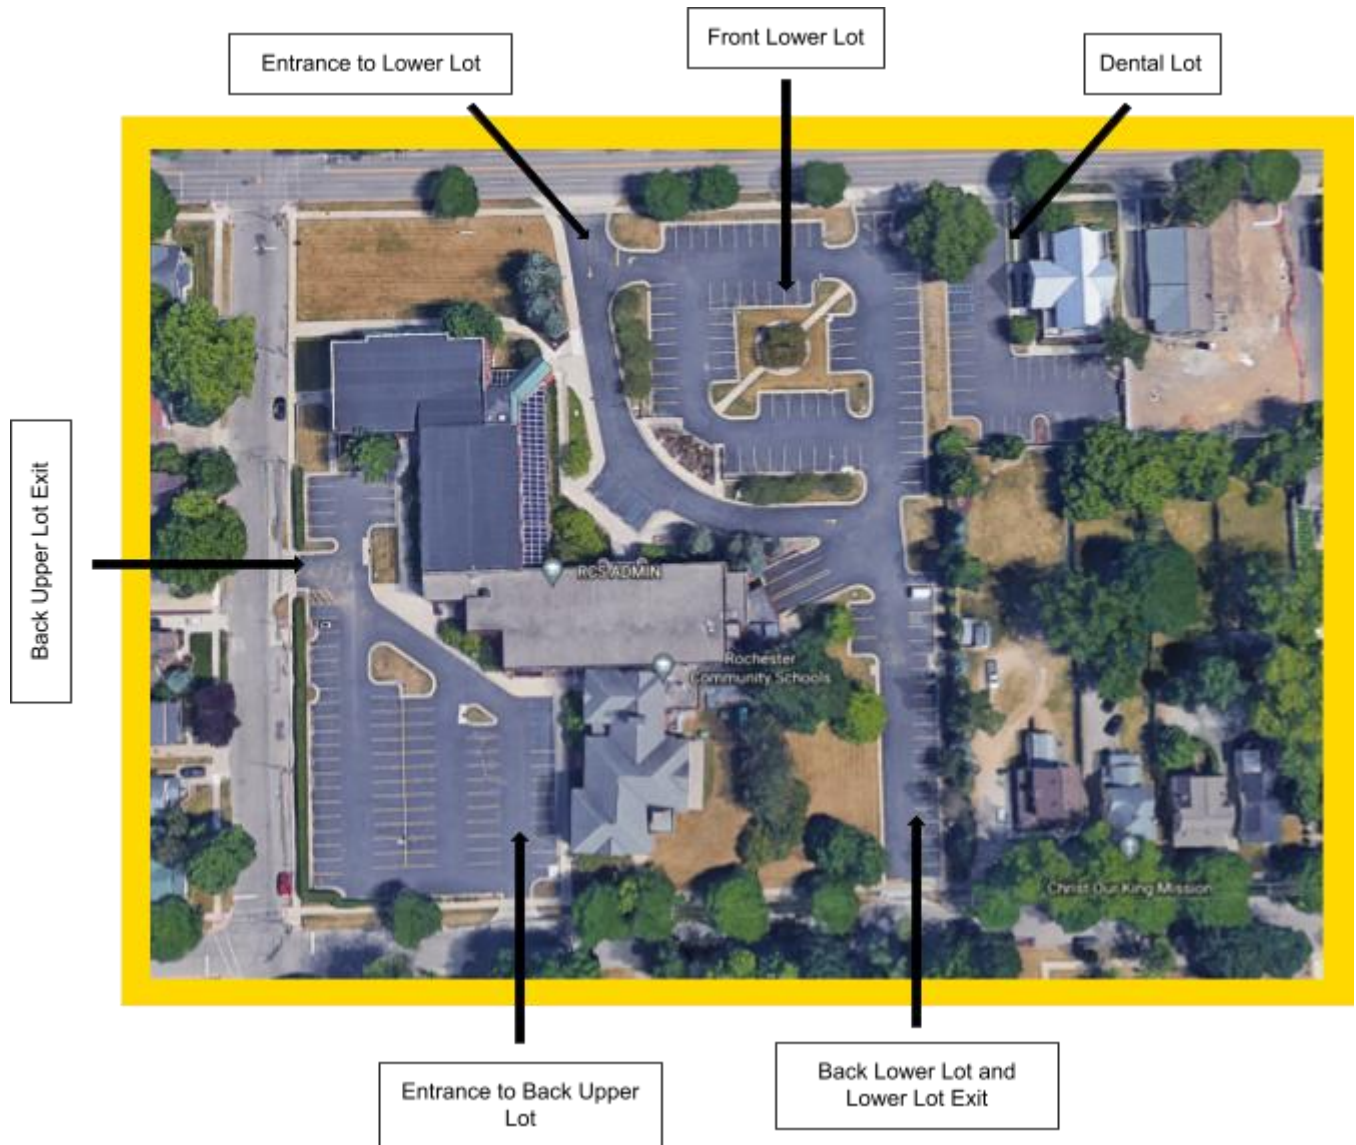 Front Lower Lot
Entrance to Lower Lot
Dental Lot
Back Upper Lot Exit
RCS ADMIN
Rochester
Community Schools
Christ Our King Mission
Back Lower Lot and
Lower Lot Exit
Entrance to Back Upper
Lot